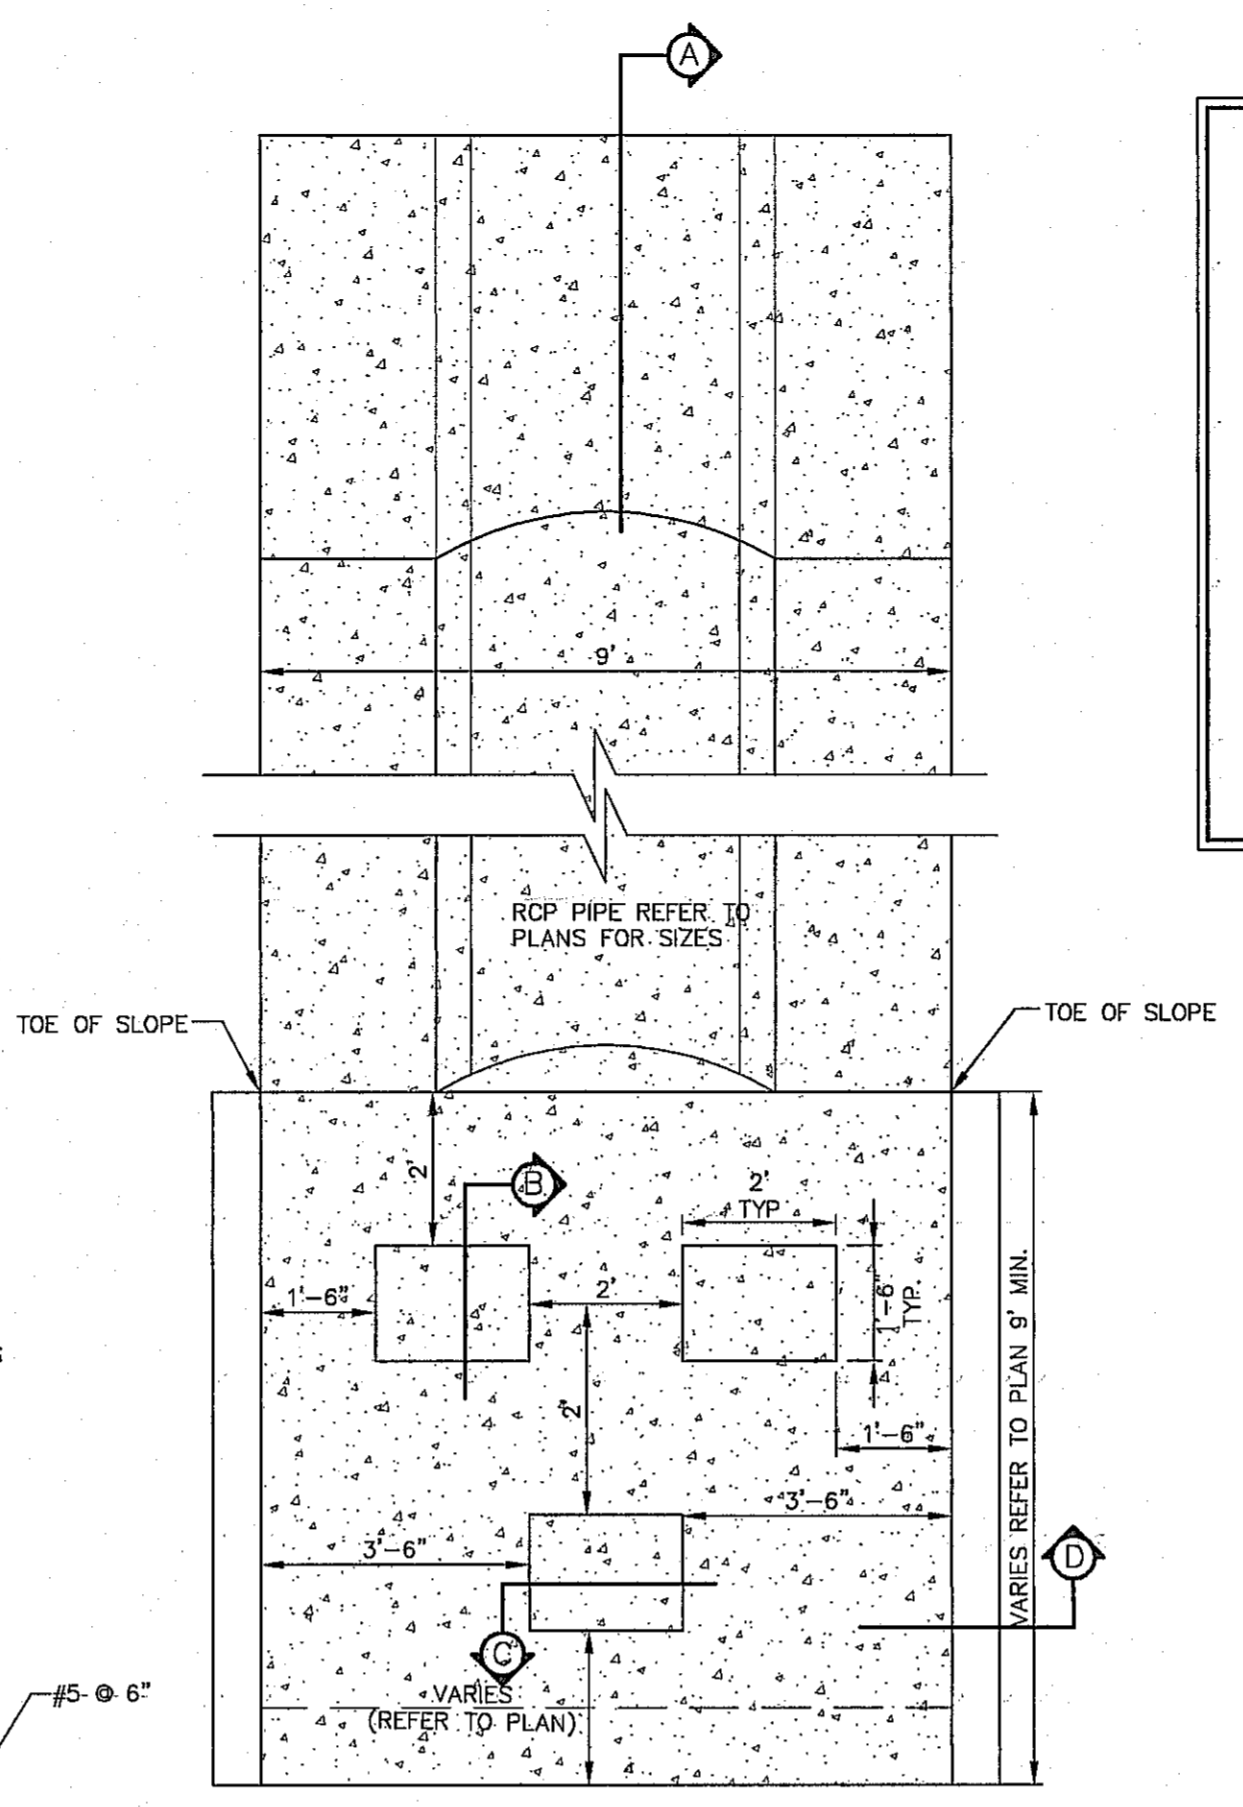 A
9'
RCP PIPE REFER TO
PLANS FOR SIZES
TOE OF SLOPE
TOE OF SLOPE
2'
B
2'
TYP
1'-6"
2'
1'-6"
TYP.
2'
1'-6"
3'-6"
3'-6"
VARIES REFER TO PLAN 9' MIN.
D
C
#5 @ 6"
VARIES
(REFER TO PLAN)